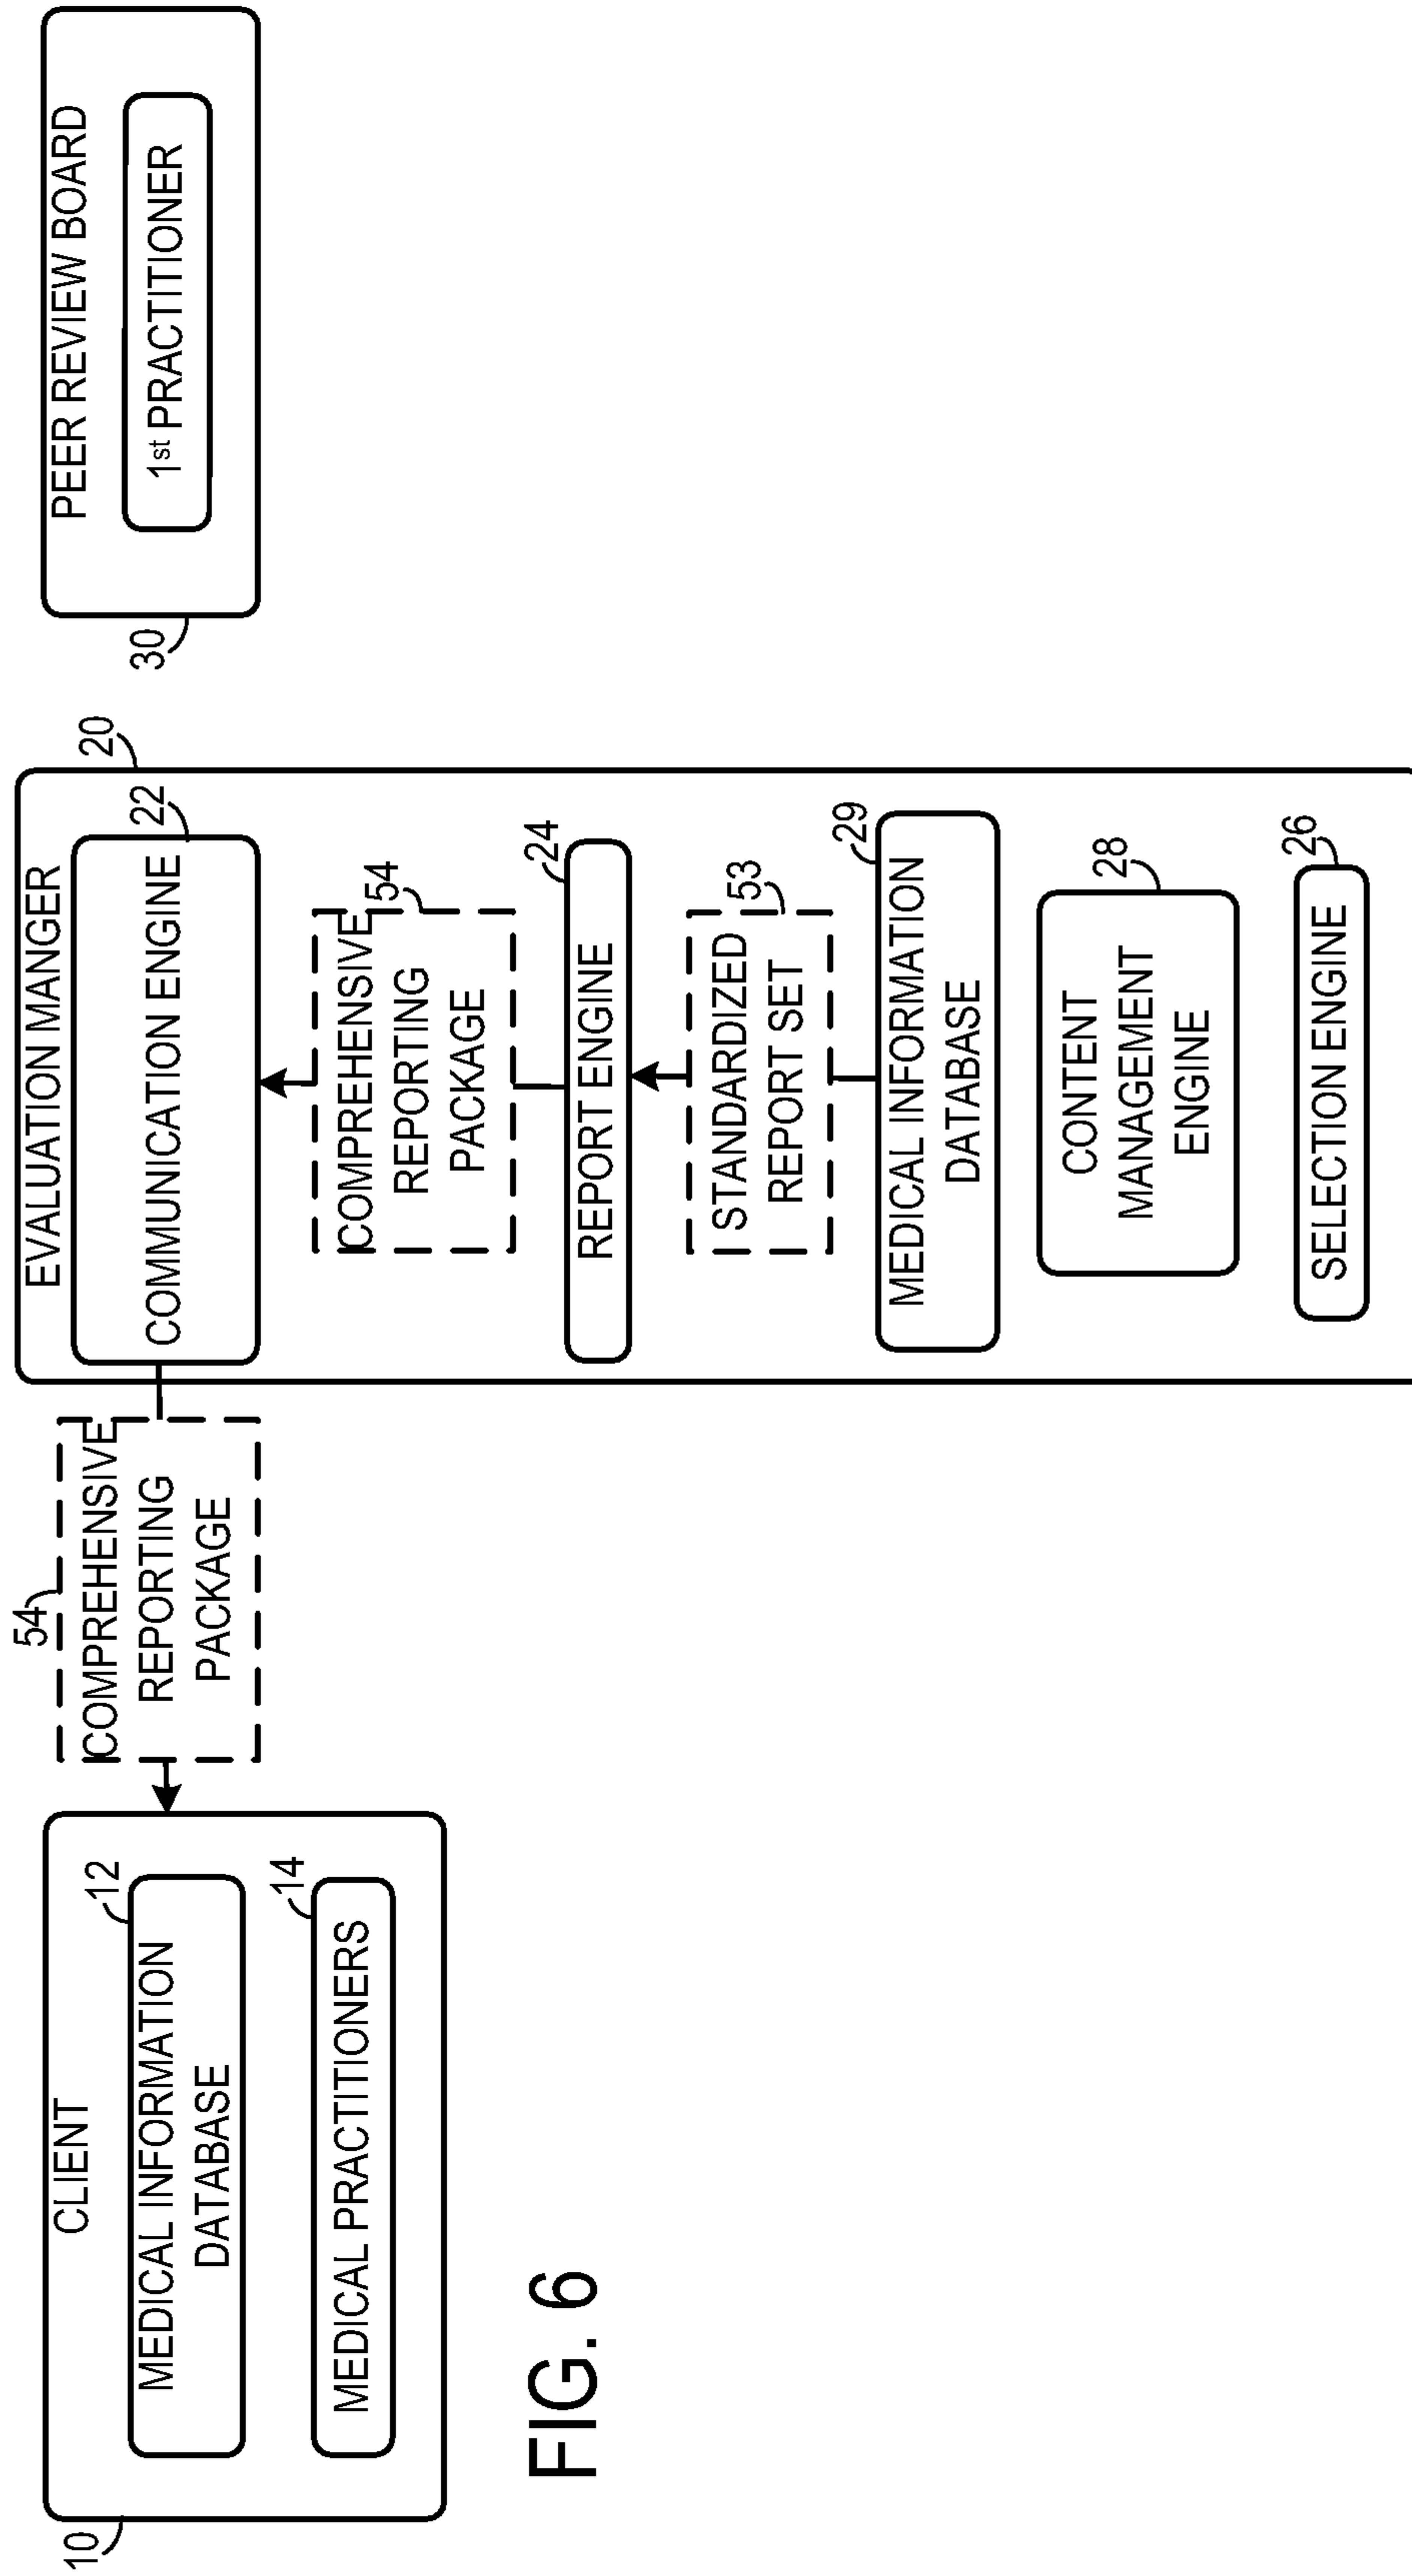 CLIENT
10
MEDICAL INFORMATION
DATABASE
12
MEDICAL PRACTITIONERS
14
54
COMPREHENSIVE
REPORTING
PACKAGE
EVALUATION MANGER
20
COMMUNICATION ENGINE
22
COMPREHENSIVE
REPORTING
PACKAGE
54
REPORT ENGINE
24
STANDARDIZED
REPORT SET
53
MEDICAL INFORMATION
DATABASE
29
CONTENT
MANAGEMENT
ENGINE
28
SELECTION ENGINE
26
PEER REVIEW BOARD
1st PRACTITIONER
30
FIG. 6